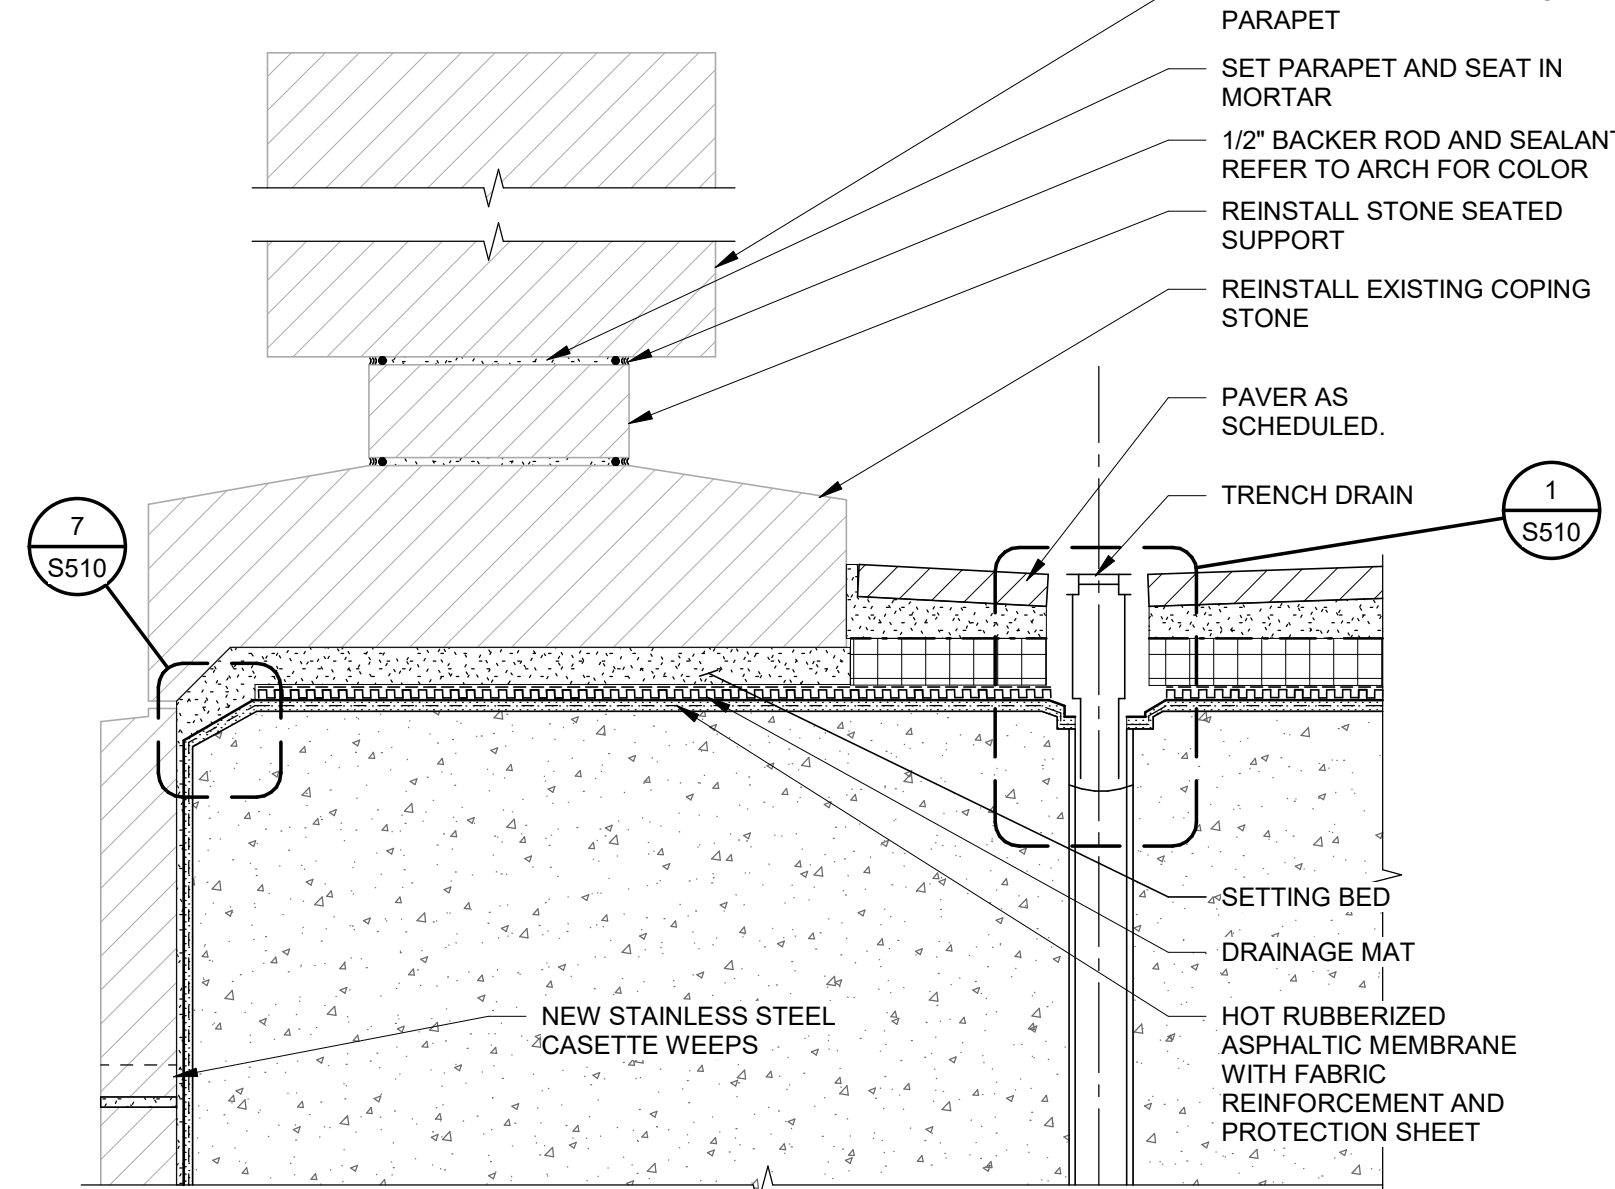 PARAPET
SET PARAPET AND SEAT IN
MORTAR
1/2" BACKER ROD AND SEALANT
REFER TO ARCH FOR COLOR
REINSTALL STONE SEATED
SUPPORT
REINSTALL EXISTING COPING
STONE
PAVER AS
SCHEDULED.
TRENCH DRAIN
1
S510
7
S510
SETTING BED
DRAINAGE MAT
HOT RUBBERIZED
ASPHALTIC MEMBRANE
WITH FABRIC
REINFORCEMENT AND
PROTECTION SHEET
NEW STAINLESS STEEL
CASETTE WEEPS